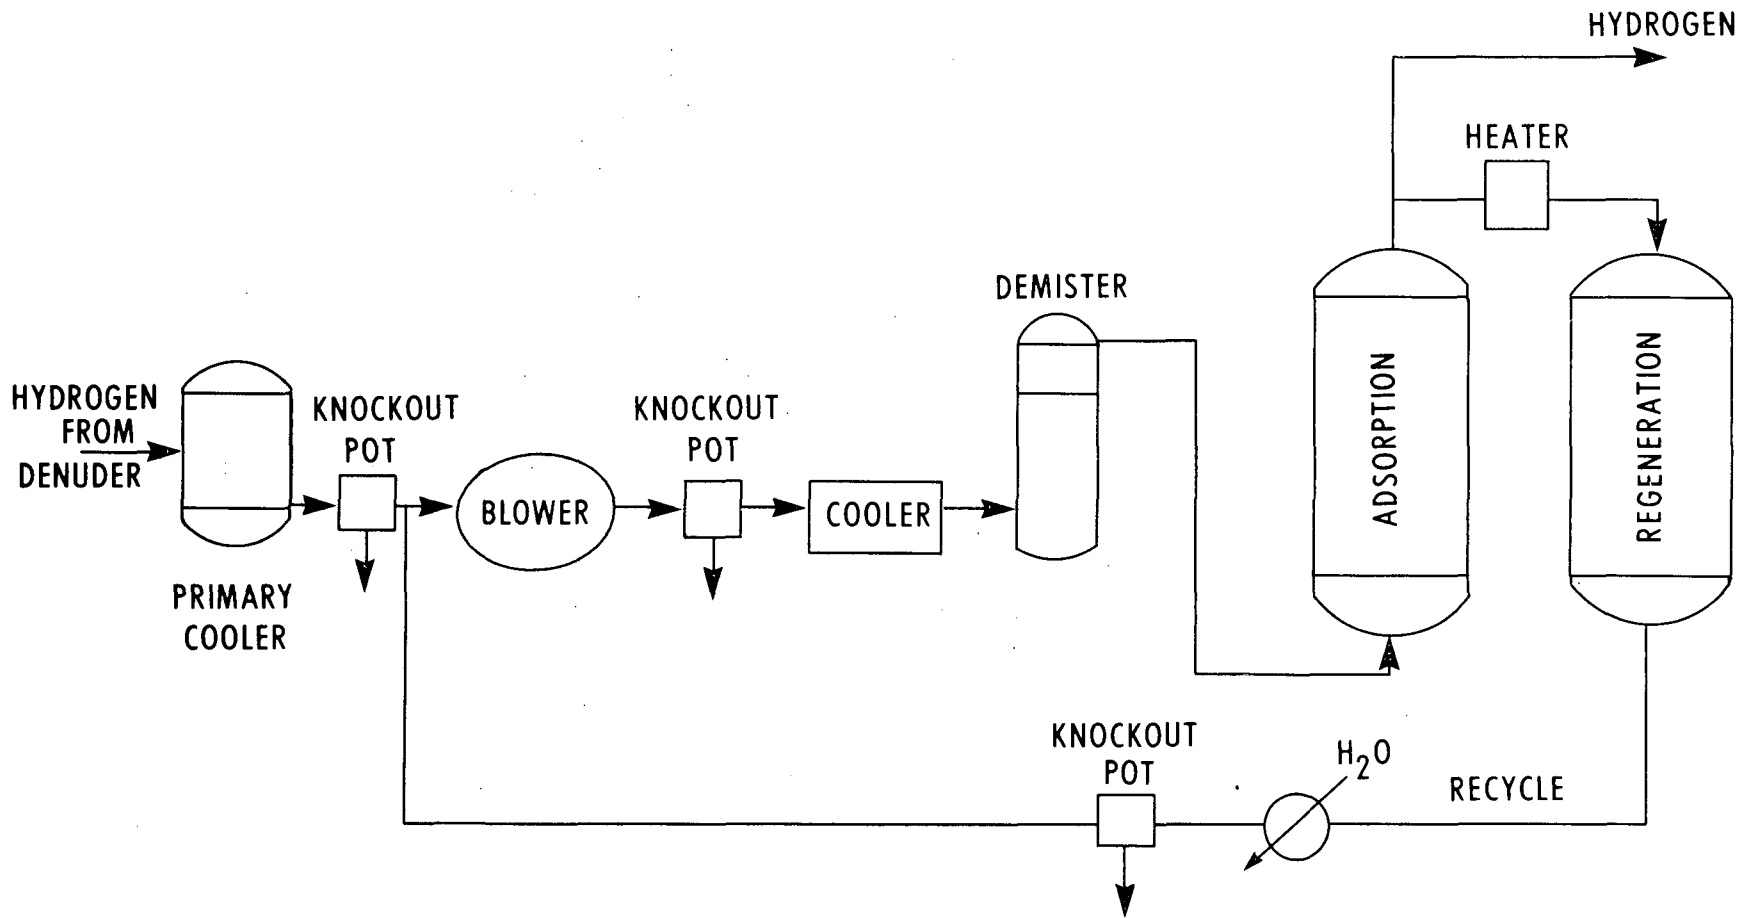 HYDROGEN
HEATER
DEMISTER
HYDROGEN
FROM
DENUDER
KNOCKOUT
POT
KNOCKOUT
POT
BLOWER
COOLER
ADSORPTION
REGENERATION
PRIMARY
COOLER
KNOCKOUT
POT
H₂O
RECYCLE